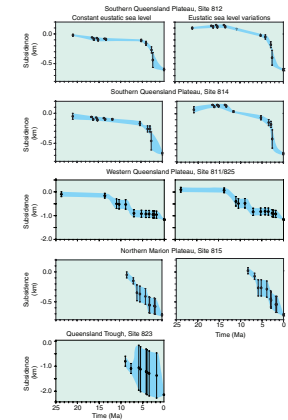 Southern Queensland Plateau, Site 812
Constant eustatic sea level
Eustatic sea level variations
Subsidence
(km)
0.0
-0.5
Southern Queensland Plateau, Site 814
Subsidence
(km)
0.0
-0.5
Western Queensland Plateau, Site 811/825
Subsidence
(km)
0.0
-1.0
-2.0
Northern Marion Plateau, Site 815
Subsidence
(km)
0.0
-0.5
20 15 10 5 0
Time (Ma)
Queensland Trough, Site 823
Subsidence
(km)
0.0
-1.0
-2.0
25 20 15 10 5 0
Time (Ma)